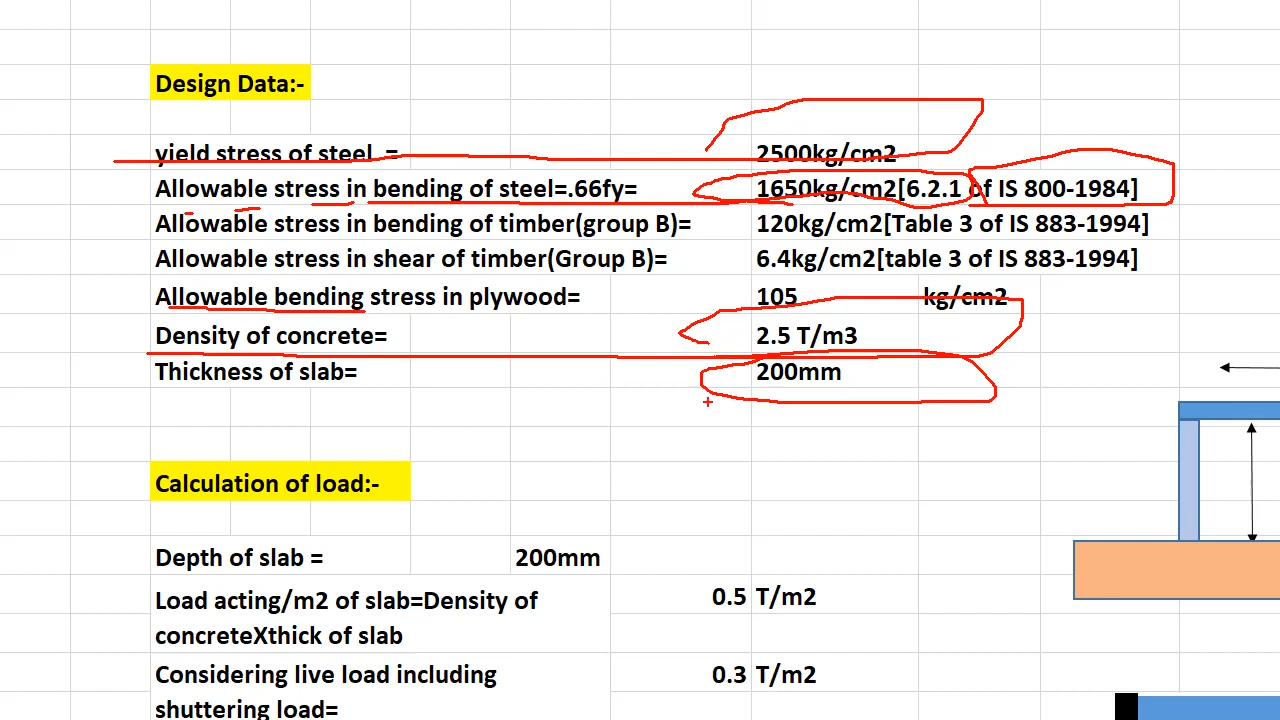 Design Data:-
yield stress of steel = 2500kg/cm2
Allowable stress in bending of steel=.66fy= 1650kg/cm2[6.2.1 of IS 800-1984]
Allowable stress in bending of timber(group B)= 120kg/cm2[Table 3 of IS 883-1994]
Allowable stress in shear of timber(Group B)= 6.4kg/cm2[table 3 of IS 883-1994]
Allowable bending stress in plywood= 105 kg/cm2
Density of concrete= 2.5 T/m3
Thickness of slab= 200mm
Calculation of load:-
Depth of slab = 200mm
Load acting/m2 of slab=Density of 0.5 T/m2
concreteXthick of slab
Considering live load including 0.3 T/m2
shuttering load=